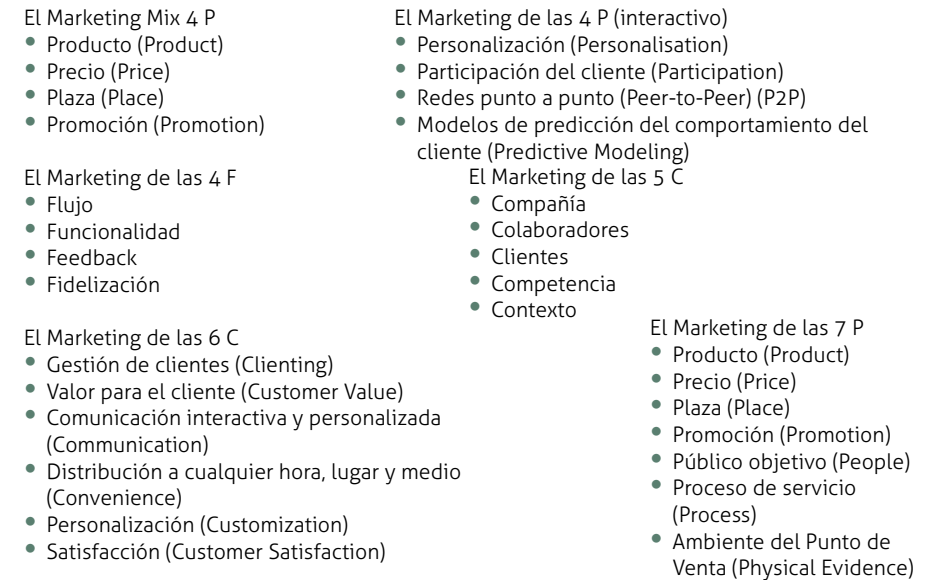 El Marketing Mix 4 P
• Producto (Product)
• Precio (Price)
• Plaza (Place)
• Promoción (Promotion)
El Marketing de las 4 P (interactivo)
• Personalización (Personalisation)
• Participación del cliente (Participation)
• Redes punto a punto (Peer-to-Peer) (P2P)
• Modelos de predicción del comportamiento del
cliente (Predictive Modeling)
El Marketing de las 4 F
• Flujo
• Funcionalidad
• Feedback
• Fidelización
El Marketing de las 5 C
• Compañía
• Colaboradores
• Clientes
• Competencia
• Contexto
El Marketing de las 6 C
• Gestión de clientes (Clienting)
• Valor para el cliente (Customer Value)
• Comunicación interactiva y personalizada
(Communication)
• Distribución a cualquier hora, lugar y medio
(Convenience)
• Personalización (Customization)
• Satisfacción (Customer Satisfaction)
El Marketing de las 7 P
• Producto (Product)
• Precio (Price)
• Plaza (Place)
• Promoción (Promotion)
• Público objetivo (People)
• Proceso de servicio
(Process)
• Ambiente del Punto de
Venta (Physical Evidence)